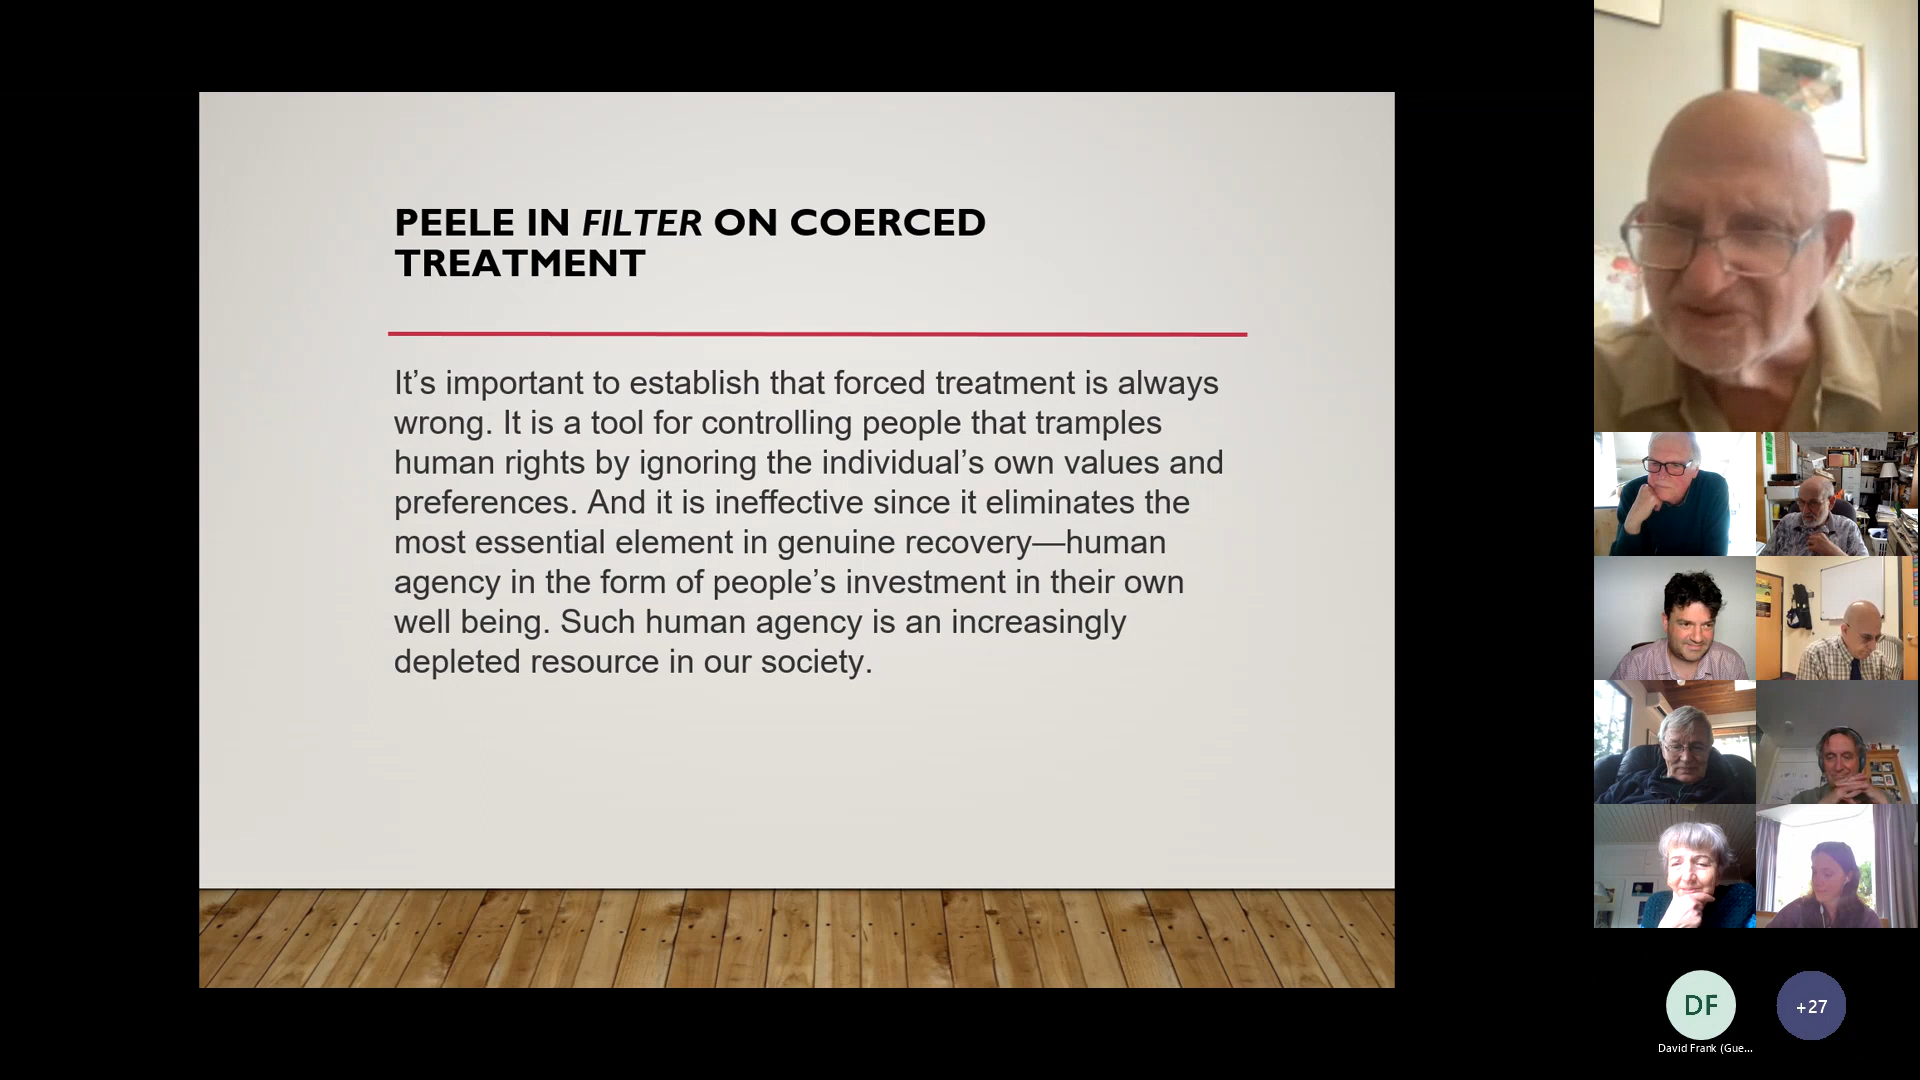 PEELE IN FILTER ON COERCED
TREATMENT
It’s important to establish that forced treatment is always
wrong. It is a tool for controlling people that tramples
human rights by ignoring the individual’s own values and
preferences. And it is ineffective since it eliminates the
most essential element in genuine recovery—human
agency in the form of people’s investment in their own
well being. Such human agency is an increasingly
depleted resource in our society.
DF
+27
David Frank (Gue...